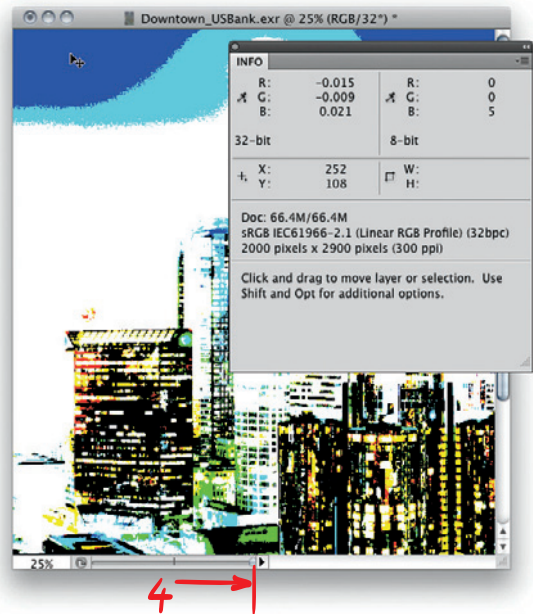 Downtown_USBank.exr @ 25% (RGB/32*) *
INFO
R: -0.015 R: 0
G: -0.009 G: 0
B: 0.021 B: 5
32-bit 8-bit
X: 252 W:
Y: 108 H:
Doc: 66.4M/66.4M
sRGB IEC61966-2.1 (Linear RGB Profile) (32bpc)
2000 pixels x 2900 pixels (300 ppi)
Click and drag to move layer or selection. Use
Shift and Opt for additional options.
25%
4